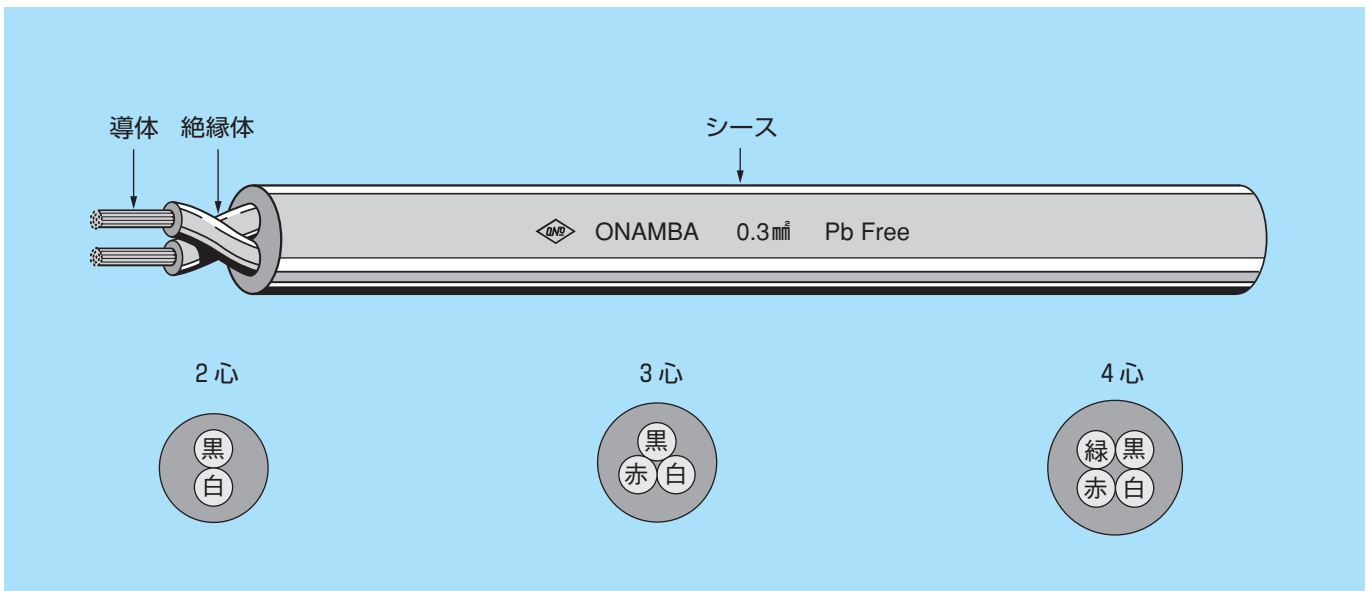 導体 絶縁体 シース
ONAMBA 0.3㎟ Pb Free
2心 3心 4心
黒 黒 緑 黒
白 赤 白 赤 白